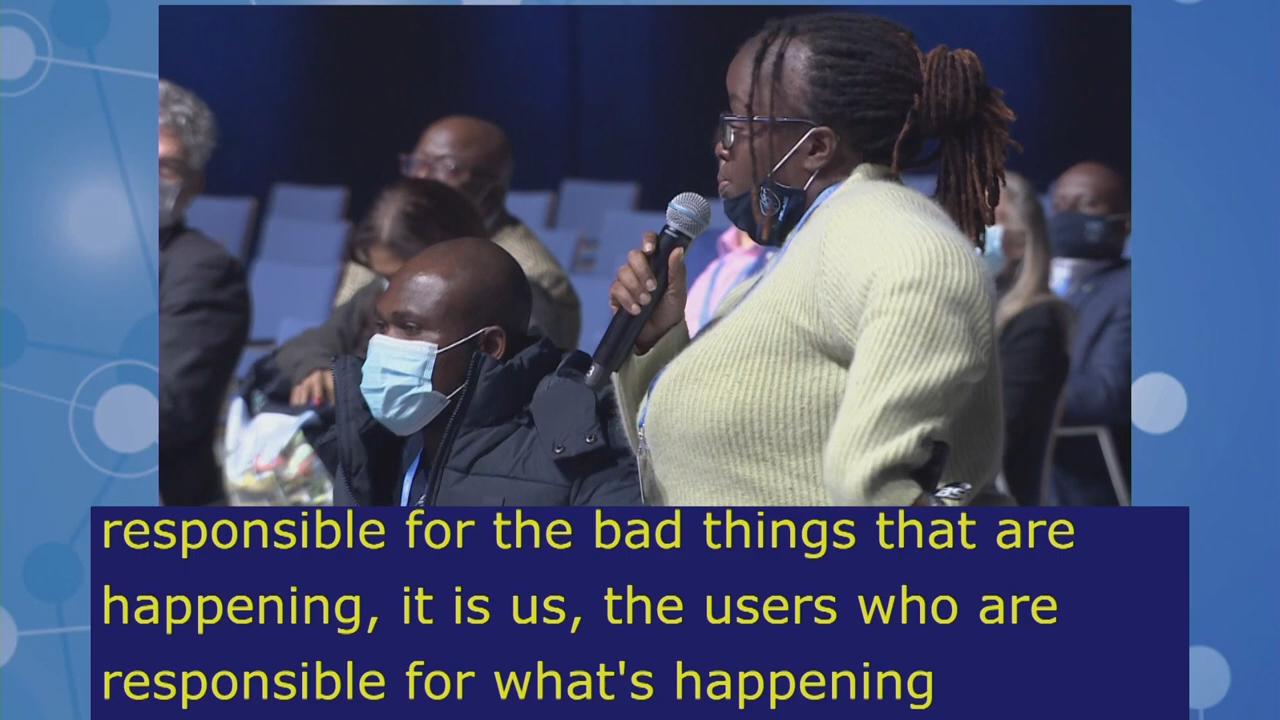 responsible for the bad things that are
happening, it is us, the users who are
responsible for what's happening